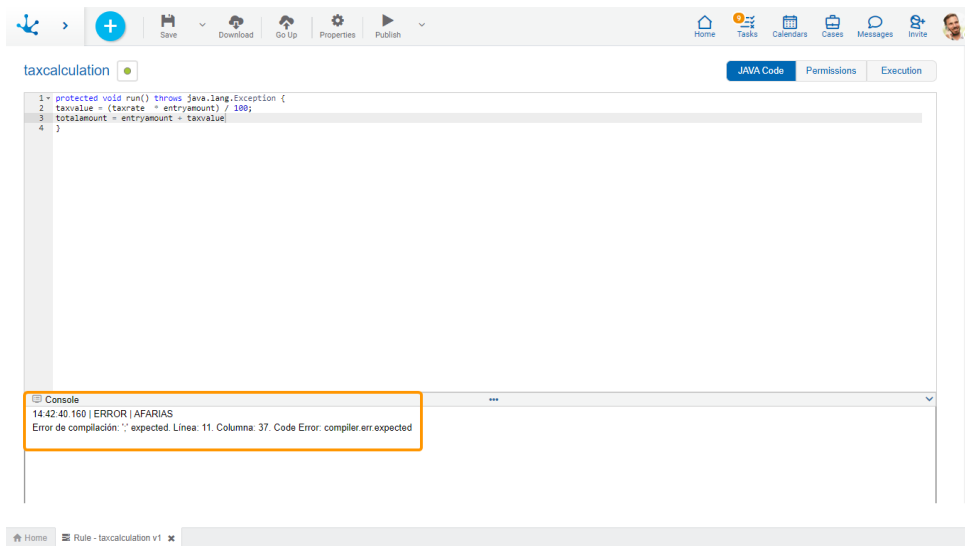 Save
Download
Go Up
Properties
Publish
Home
9
Tasks
Calendars
Cases
Messages
Invite
taxcalculation
JAVA Code
Permissions
Execution
1 protected void run() throws java.lang.Exception {
2 taxvalue = (taxrate * entryamount) / 100;
3 totalamount = entryamount + taxvalue
4 }
Console
14:42:40.160 | ERROR | AFARIAS
Error de compilación: ';' expected. Línea: 11. Columna: 37. Code Error: compiler.err.expected
Home
Rule - taxcalculation v1